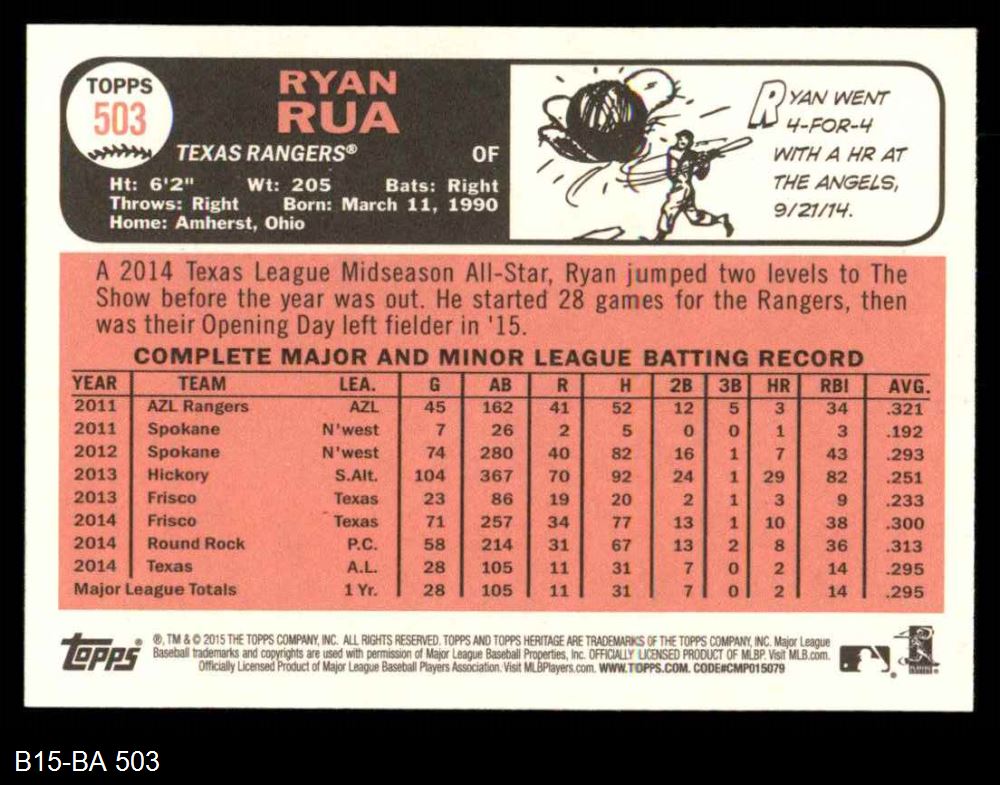 TOPPS
503
RYAN
RUA
TEXAS RANGERS® OF
Ht: 6'2" Wt: 205 Bats: Right
Throws: Right Born: March 11, 1990
Home: Amherst, Ohio
RYAN WENT
4-FOR-4
WITH A HR AT
THE ANGELS,
9/21/14.
A 2014 Texas League Midseason All-Star, Ryan jumped two levels to The
Show before the year was out. He started 28 games for the Rangers, then
was their Opening Day left fielder in '15.
COMPLETE MAJOR AND MINOR LEAGUE BATTING RECORD
YEAR TEAM LEA. G AB R H 2B 3B HR RBI AVG.
2011 AZL Rangers AZL 45 162 41 52 12 5 3 34 .321
2011 Spokane N'west 7 26 2 5 0 0 1 3 .192
2012 Spokane N'west 74 280 40 82 16 1 7 43 .293
2013 Hickory S.Alt. 104 367 70 92 24 1 29 82 .251
2013 Frisco Texas 23 86 19 20 2 1 3 9 .233
2014 Frisco Texas 71 257 34 77 13 1 10 38 .300
2014 Round Rock P.C. 58 214 31 67 13 2 8 36 .313
2014 Texas A.L. 28 105 11 31 7 0 2 14 .295
Major League Totals 1 Yr. 28 105 11 31 7 0 2 14 .295
Topps®
®, TM & © 2015 THE TOPPS COMPANY, INC. ALL RIGHTS RESERVED. TOPPS AND TOPPS HERITAGE ARE TRADEMARKS OF THE TOPPS COMPANY, INC. Major League
Baseball trademarks and copyrights are used with permission of Major League Baseball Properties, Inc. OFFICIALLY LICENSED PRODUCT OF MLBP. Visit MLB.com.
Officially Licensed Product of Major League Baseball Players Association. Visit MLBPlayers.com. WWW.TOPPS.COM. CODE#CMP015079
B15-BA 503